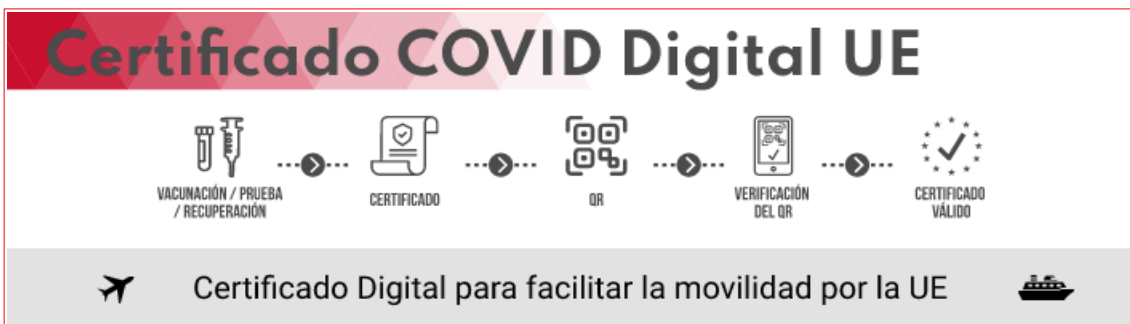 Certificado COVID Digital UE
VACUNACIÓN / PRUEBA
/ RECUPERACIÓN
CERTIFICADO
QR
VERIFICACIÓN
DEL QR
CERTIFICADO
VÁLIDO
Certificado Digital para facilitar la movilidad por la UE